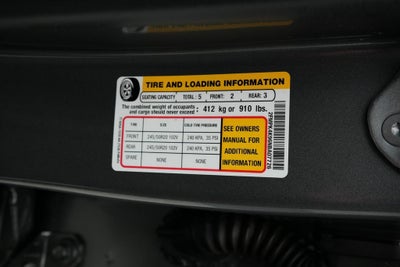 TIRE AND LOADING INFORMATION
SEATING CAPACITY TOTAL: 5 FRONT: 2 REAR: 3
The combined weight of occupants and cargo should never exceed : 412 kg or 910 lbs.
TIRE SIZE COLD TIRE PRESSURE
FRONT 245/50R20 102V 240 KPA, 35 PSI
REAR 245/50R20 102V 240 KPA, 35 PSI
SPARE NONE NONE
SEE OWNERS
MANUAL FOR
ADDITIONAL
INFORMATION